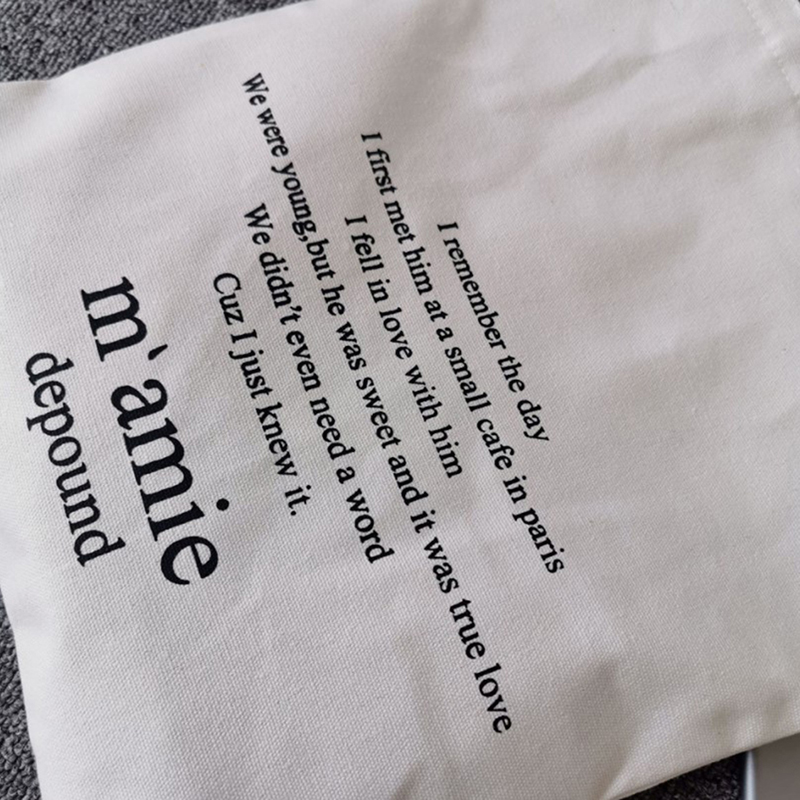 I remember the day
I first met him at a small cafe in paris
I fell in love with him
We were young,but he was sweet and it was true love
We didn't even need a word
Cuz I just knew it.
m`amie
depound